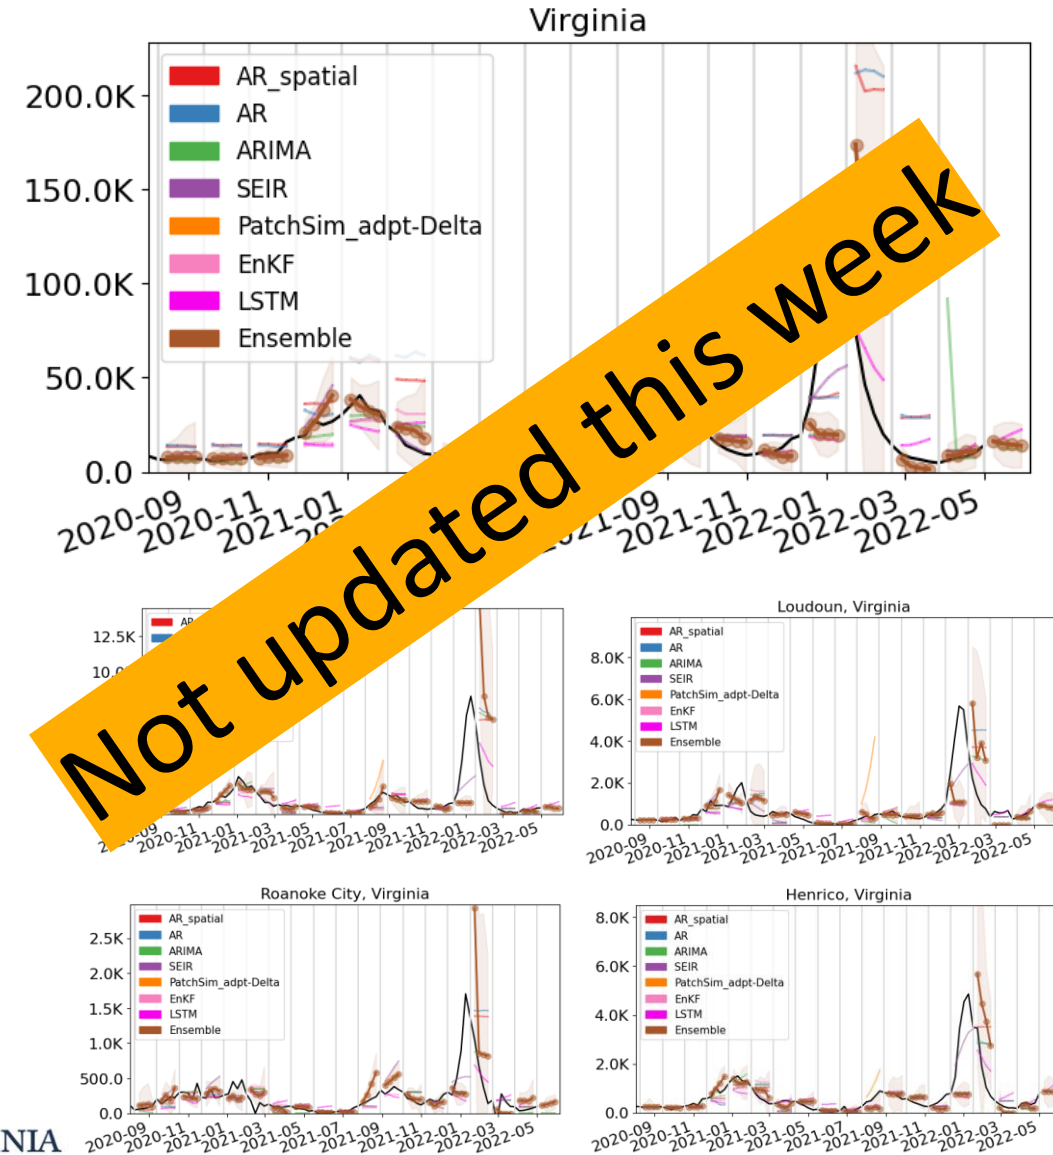 Virginia
200.0K
150.0K
100.0K
50.0K
0.0
AR_spatial
AR
ARIMA
SEIR
PatchSim_adpt-Delta
EnKF
LSTM
Ensemble
2020-09
2020-11
2021-01
2021-09
2021-11
2022-01
2022-03
2022-05
Not updated this week
12.5K
AR
2020-11
2021-01
2021-03
2021-05
2021-07
2021-09
2021-11
2022-01
2022-03
2022-05
Loudoun, Virginia
8.0K
6.0K
4.0K
2.0K
0.0
AR_spatial
AR
ARIMA
SEIR
PatchSim_adpt-Delta
EnKF
LSTM
Ensemble
2020-09
2020-11
2021-01
2021-03
2021-05
2021-07
2021-09
2021-11
2022-01
2022-03
2022-05
Roanoke City, Virginia
2.5K
2.0K
1.5K
1.0K
500.0
0.0
AR_spatial
AR
ARIMA
SEIR
PatchSim_adpt-Delta
EnKF
LSTM
Ensemble
2020-09
2020-11
2021-01
2021-03
2021-05
2021-07
2021-09
2021-11
2022-01
2022-03
2022-05
Henrico, Virginia
8.0K
6.0K
4.0K
2.0K
0.0
AR_spatial
AR
ARIMA
SEIR
PatchSim_adpt-Delta
EnKF
LSTM
Ensemble
2020-09
2020-11
2021-01
2021-03
2021-05
2021-07
2021-09
2021-11
2022-01
2022-03
2022-05
NIA